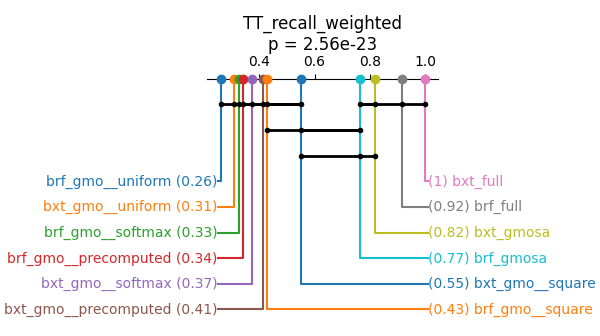 TT_recall_weighted
p = 2.56e-23
0.4 0.6 0.8 1.0
brf_gmo__uniform (0.26) (1) bxt_full
bxt_gmo__uniform (0.31) (0.92) brf_full
brf_gmo__softmax (0.33) (0.82) bxt_gmosa
brf_gmo__precomputed (0.34) (0.77) brf_gmosa
bxt_gmo__softmax (0.37) (0.55) bxt_gmo__square
bxt_gmo__precomputed (0.41) (0.43) brf_gmo__square